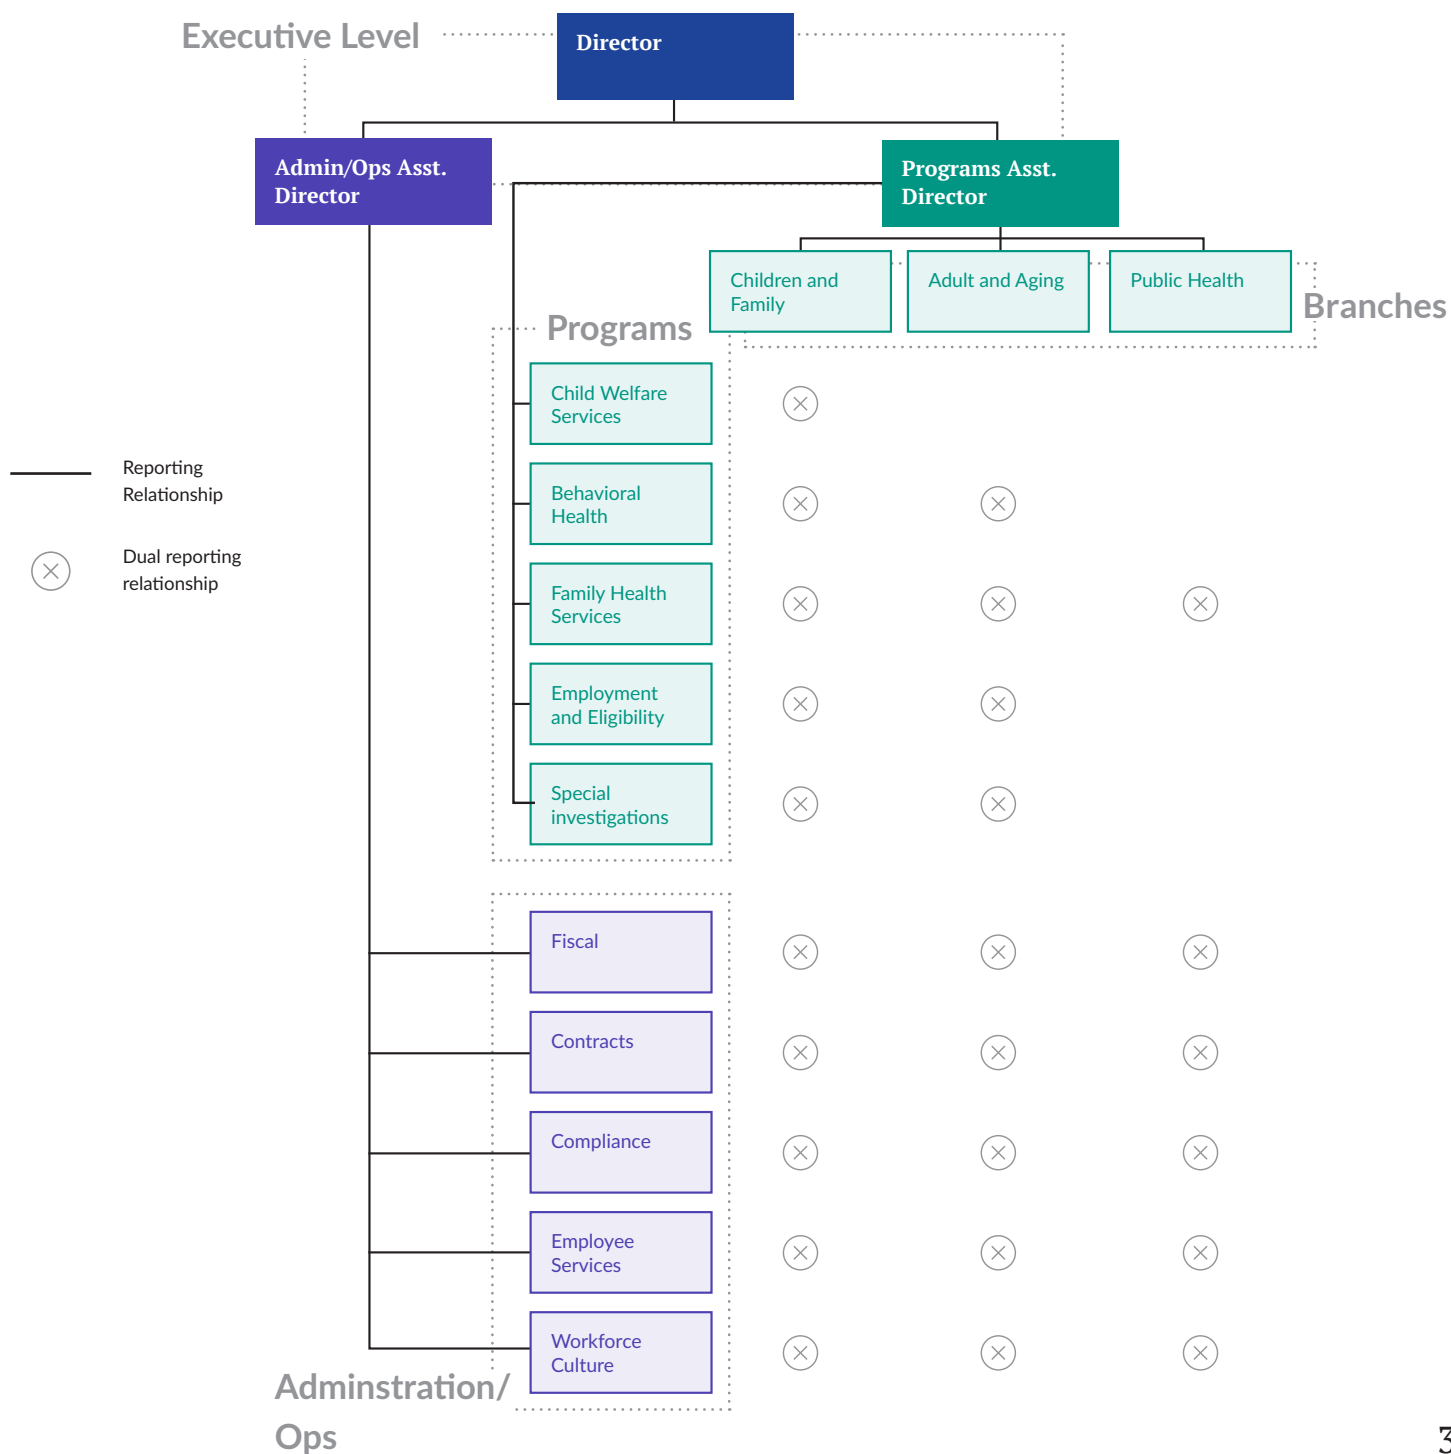 Executive Level
Director
Admin/Ops Asst.
Director
Programs Asst.
Director
Children and
Family
Adult and Aging
Public Health
Branches
Programs
Child Welfare
Services
Behavioral
Health
Family Health
Services
Employment
and Eligibility
Special
investigations
Reporting
Relationship
Dual reporting
relationship
Fiscal
Contracts
Compliance
Employee
Services
Workforce
Culture
Adminstration/
Ops